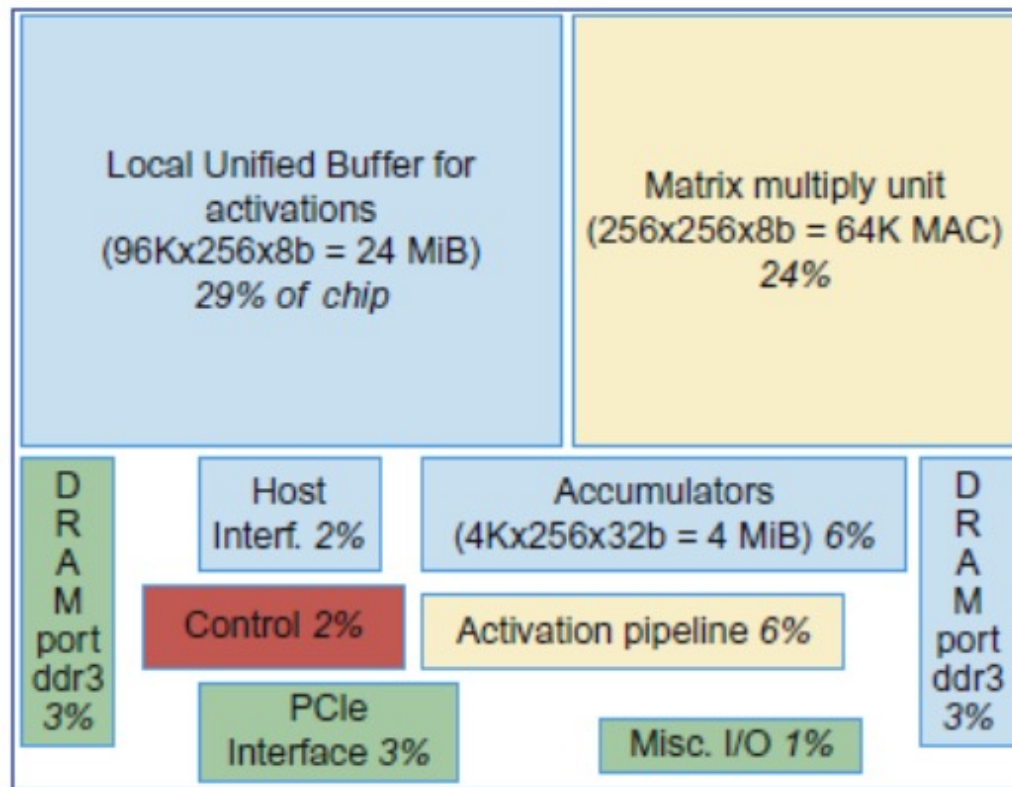 Local Unified Buffer for
activations
(96Kx256x8b = 24 MiB)
29% of chip
Matrix multiply unit
(256x256x8b = 64K MAC)
24%
D
R
A
M
port
ddr3
3%
Host
Interf. 2%
Accumulators
(4Kx256x32b = 4 MiB) 6%
D
R
A
M
port
ddr3
3%
Control 2%
Activation pipeline 6%
PCIe
Interface 3%
Misc. I/O 1%